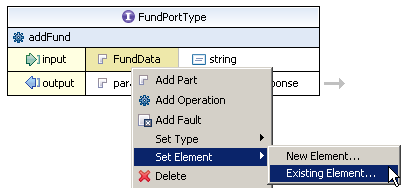 FundPortType
addFund
input FundData string
output para ponse
Add Part
Add Operation
Add Fault
Set Type
Set Element
Delete
New Element...
Existing Element...